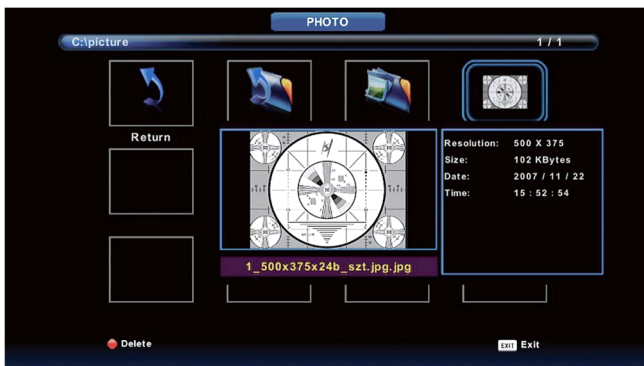 PHOTO
C:\picture
1 / 1
Return
Resolution: 500 X 375
Size: 102 KBytes
Date: 2007 / 11 / 22
Time: 15 : 52 : 54
1_500x375x24b_szt.jpg.jpg
Delete
EXIT Exit